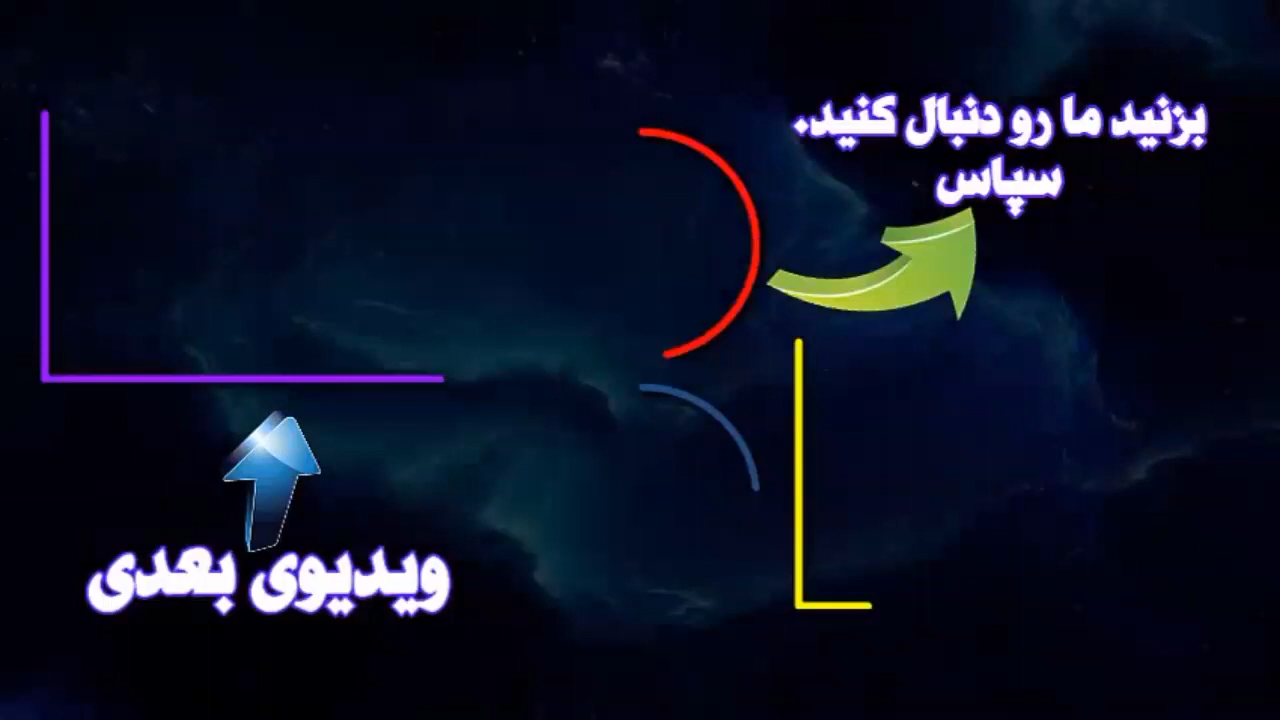 بزنید ما رو دنبال کنید.
سپاس
ویدیوی بعدی